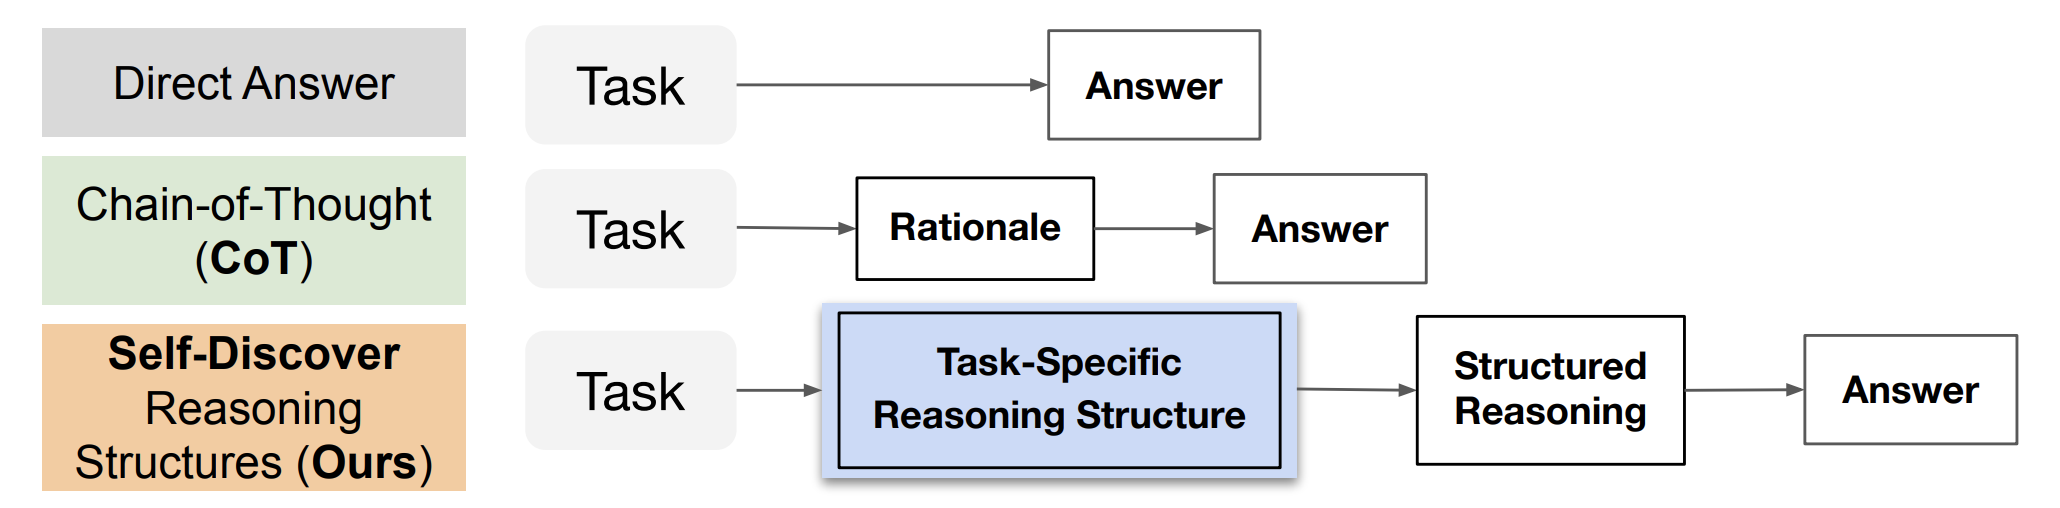 Direct Answer
Task
Answer
Chain-of-Thought
(CoT)
Task
Rationale
Answer
Self-Discover
Reasoning
Structures (Ours)
Task
Task-Specific
Reasoning Structure
Structured
Reasoning
Answer